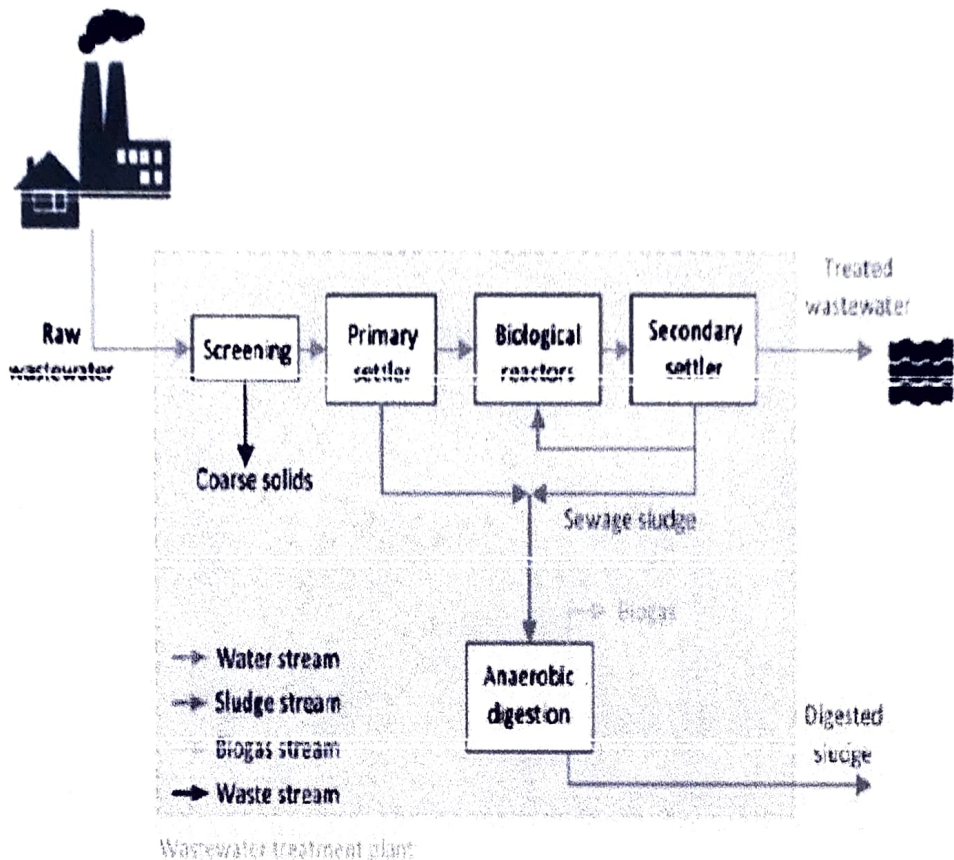 Treated
wastewater
Raw
wastewater
Screening
Primary
settler
Biological
reactors
Secondary
settler
Coarse solids
Sewage sludge
Biogas
Anaerobic
digestion
Water stream
Sludge stream
Biogas stream
Waste stream
Digested
sludge
Wastewater treatment plant